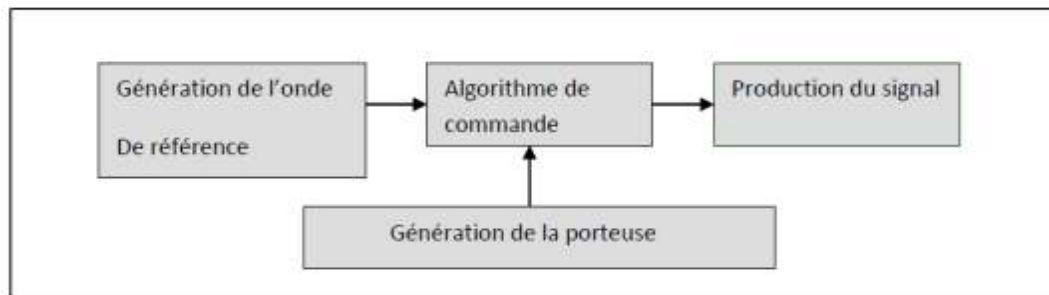 Génération de l'onde
De référence
Algorithme de
commande
Production du signal
Génération de la porteuse